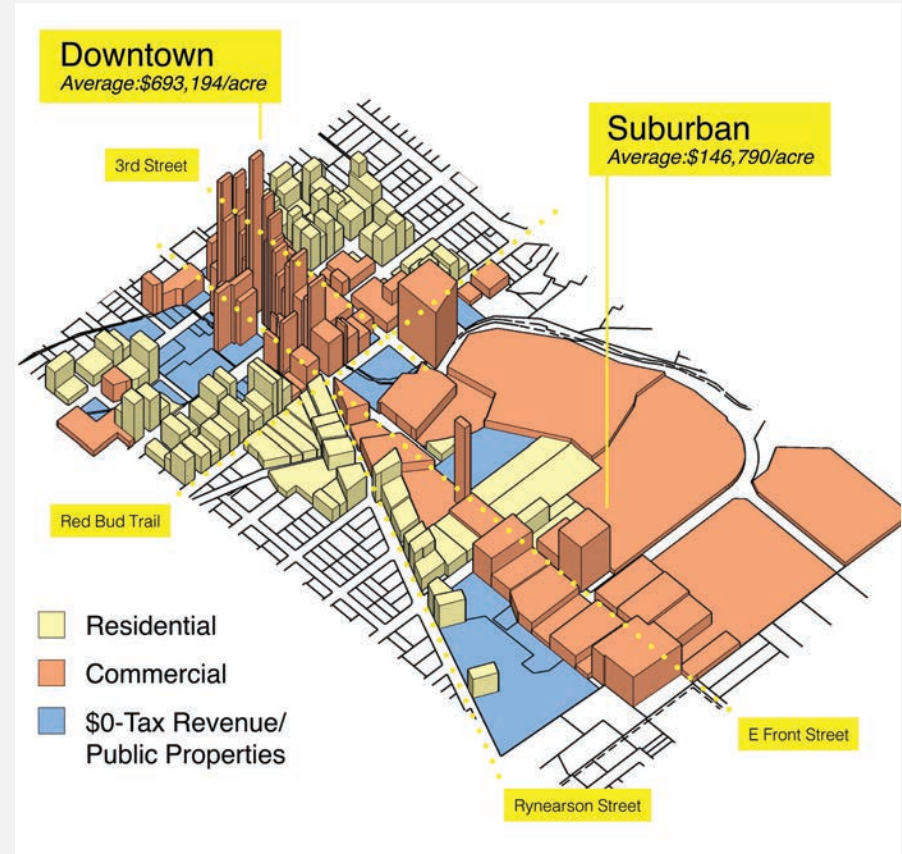 Downtown
Average:$693,194/acre
3rd Street
Suburban
Average:$146,790/acre
Red Bud Trail
Residential
Commercial
$0-Tax Revenue/
Public Properties
E Front Street
Rynearson Street